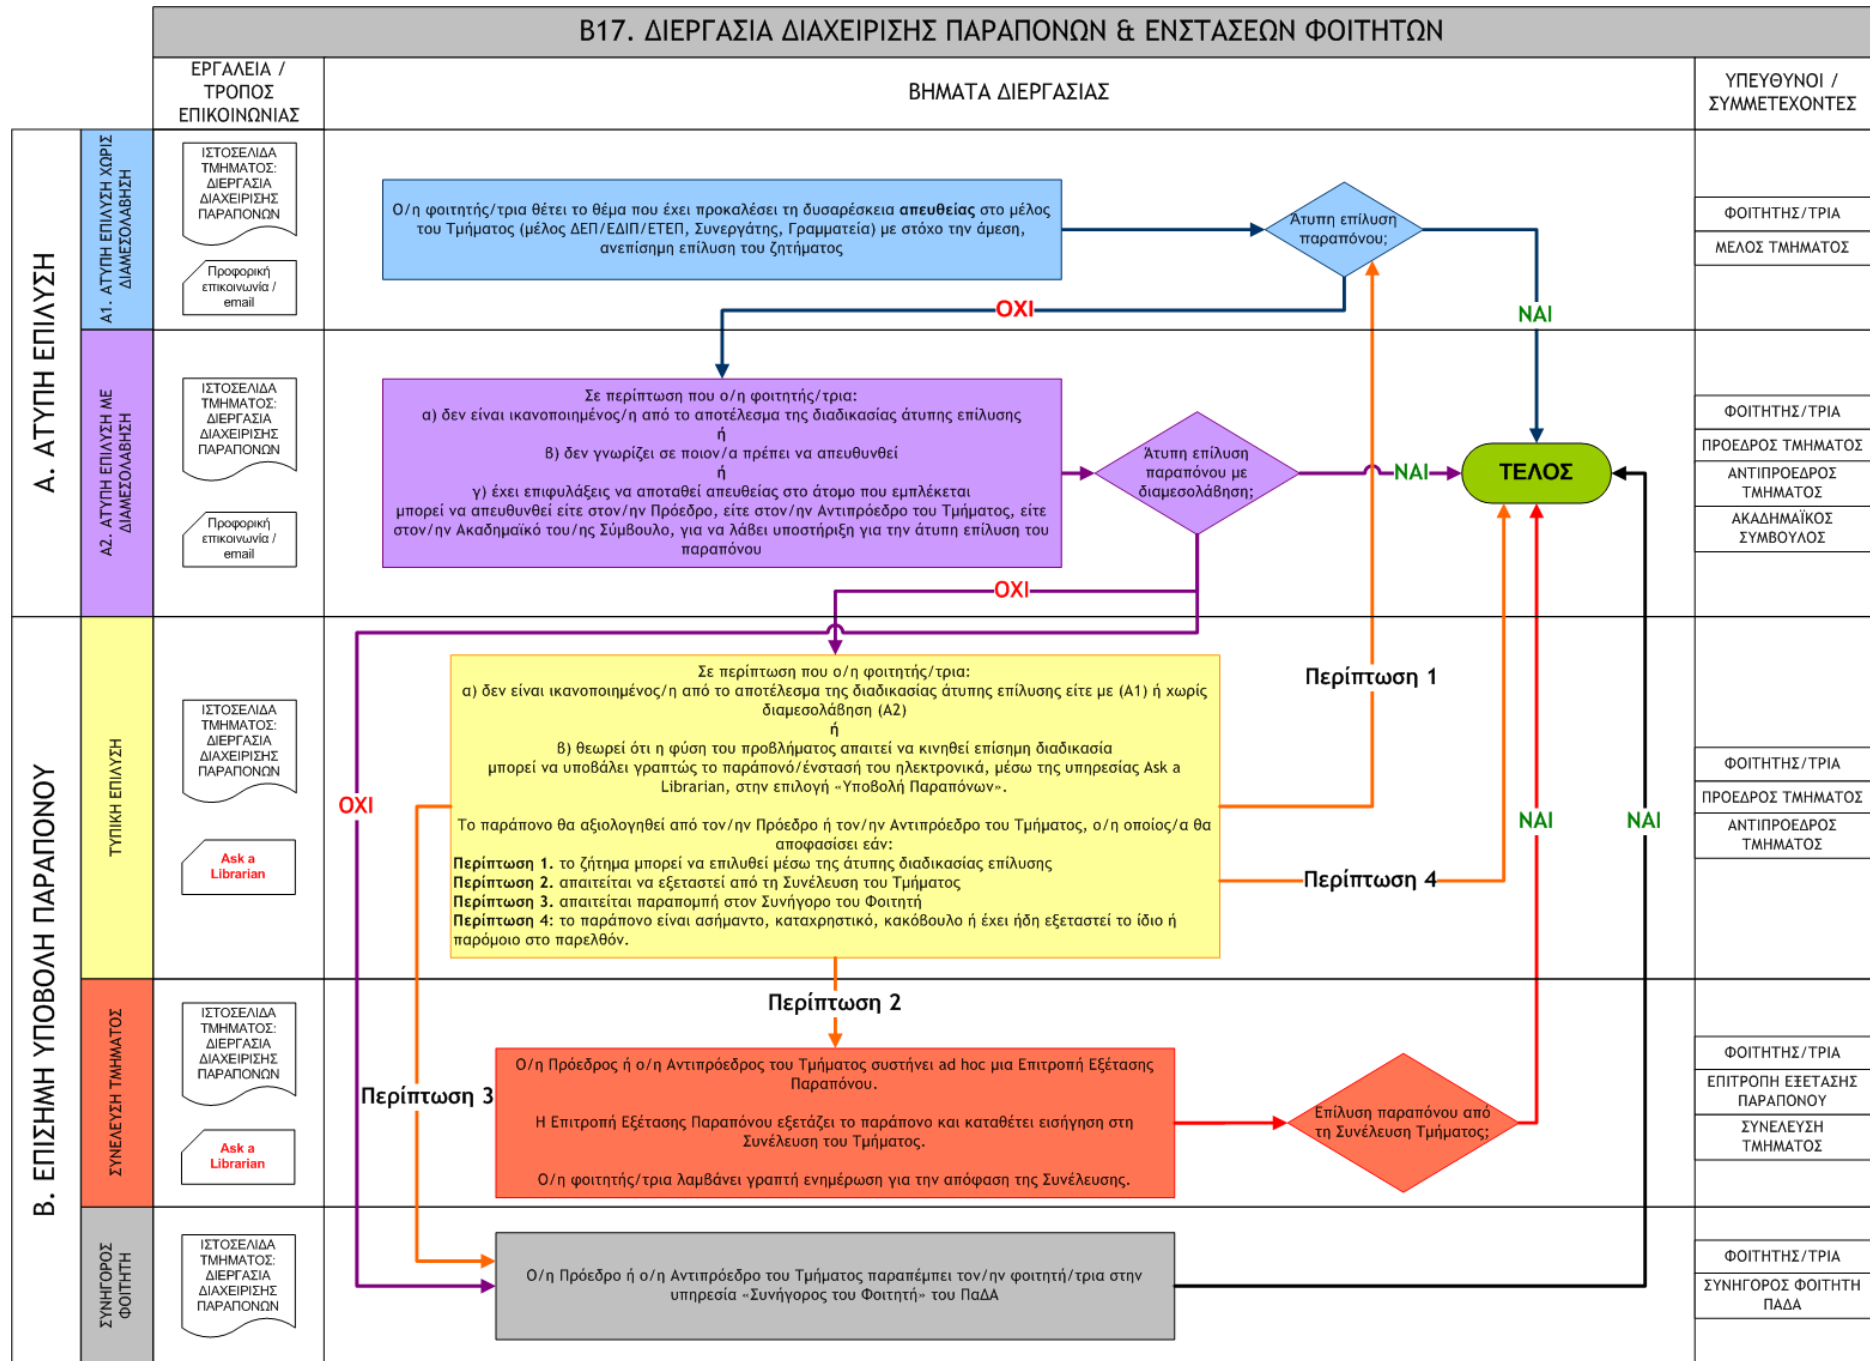 Β17. ΔΙΕΡΓΑΣΙΑ ΔΙΑΧΕΙΡΙΣΗΣ ΠΑΡΑΠΟΝΩΝ & ΕΝΣΤΑΣΕΩΝ ΦΟΙΤΗΤΩΝ
ΕΡΓΑΛΕΙΑ /
ΤΡΟΠΟΣ
ΕΠΙΚΟΙΝΩΝΙΑΣ
ΒΗΜΑΤΑ ΔΙΕΡΓΑΣΙΑΣ
ΥΠΕΥΘΥΝΟΙ /
ΣΥΜΜΕΤΕΧΟΝΤΕΣ
Α. ΑΤΥΠΗ ΕΠΙΛΥΣΗ
Α1. ΑΤΥΠΗ ΕΠΙΛΥΣΗ ΧΩΡΙΣ
ΔΙΑΜΕΣΟΛΑΒΗΣΗ
ΙΣΤΟΣΕΛΙΔΑ
ΤΜΗΜΑΤΟΣ:
ΔΙΕΡΓΑΣΙΑ
ΔΙΑΧΕΙΡΙΣΗΣ
ΠΑΡΑΠΟΝΩΝ
Προφορική
επικοινωνία /
email
Ο/η φοιτητής/τρια θέτει το θέμα που έχει προκαλέσει τη δυσαρέσκεια απευθείας στο μέλος
του Τμήματος (μέλος ΔΕΠ/ΕΔΙΠ/ΕΤΕΠ, Συνεργάτης, Γραμματεία) με στόχο την άμεση,
ανεπίσημη επίλυση του ζητήματος
Άτυπη επίλυση
παραπόνου;
ΟΧΙ
ΝΑΙ
ΦΟΙΤΗΤΗΣ/ΤΡΙΑ
ΜΕΛΟΣ ΤΜΗΜΑΤΟΣ
Α2. ΑΤΥΠΗ ΕΠΙΛΥΣΗ ΜΕ
ΔΙΑΜΕΣΟΛΑΒΗΣΗ
ΙΣΤΟΣΕΛΙΔΑ
ΤΜΗΜΑΤΟΣ:
ΔΙΕΡΓΑΣΙΑ
ΔΙΑΧΕΙΡΙΣΗΣ
ΠΑΡΑΠΟΝΩΝ
Προφορική
επικοινωνία /
email
Σε περίπτωση που ο/η φοιτητής/τρια:
α) δεν είναι ικανοποιημένος/η από το αποτέλεσμα της διαδικασίας άτυπης επίλυσης
ή
β) δεν γνωρίζει σε ποιον/α πρέπει να απευθυνθεί
ή
γ) έχει επιφυλάξεις να αποταθεί απευθείας στο άτομο που εμπλέκεται
μπορεί να απευθυνθεί είτε στον/ην Πρόεδρο, είτε στον/ην Αντιπρόεδρο του Τμήματος, είτε
στον/ην Ακαδημαϊκό του/ης Σύμβουλο, για να λάβει υποστήριξη για την άτυπη επίλυση του
παραπόνου
Άτυπη επίλυση
παραπόνου με
διαμεσολάβηση;
ΝΑΙ
ΤΕΛΟΣ
ΟΧΙ
ΦΟΙΤΗΤΗΣ/ΤΡΙΑ
ΠΡΟΕΔΡΟΣ ΤΜΗΜΑΤΟΣ
ΑΝΤΙΠΡΟΕΔΡΟΣ
ΤΜΗΜΑΤΟΣ
ΑΚΑΔΗΜΑΪΚΟΣ
ΣΥΜΒΟΥΛΟΣ
Β. ΕΠΙΣΗΜΗ ΥΠΟΒΟΛΗ ΠΑΡΑΠΟΝΟΥ
ΤΥΠΙΚΗ ΕΠΙΛΥΣΗ
ΙΣΤΟΣΕΛΙΔΑ
ΤΜΗΜΑΤΟΣ:
ΔΙΕΡΓΑΣΙΑ
ΔΙΑΧΕΙΡΙΣΗΣ
ΠΑΡΑΠΟΝΩΝ
Ask a
Librarian
ΟΧΙ
Σε περίπτωση που ο/η φοιτητής/τρια:
α) δεν είναι ικανοποιημένος/η από το αποτέλεσμα της διαδικασίας άτυπης επίλυσης είτε με (Α1) ή χωρίς
διαμεσολάβηση (Α2)
ή
β) θεωρεί ότι η φύση του προβλήματος απαιτεί να κινηθεί επίσημη διαδικασία
μπορεί να υποβάλει γραπτώς το παράπονό/ένστασή του ηλεκτρονικά, μέσω της υπηρεσίας Ask a
Librarian, στην επιλογή «Υποβολή Παραπόνων».
Το παράπονο θα αξιολογηθεί από τον/ην Πρόεδρο ή τον/ην Αντιπρόεδρο του Τμήματος, ο/η οποίος/α θα
αποφασίσει εάν:
Περίπτωση 1. το ζήτημα μπορεί να επιλυθεί μέσω της άτυπης διαδικασίας επίλυσης
Περίπτωση 2. απαιτείται να εξεταστεί από τη Συνέλευση του Τμήματος
Περίπτωση 3. απαιτείται παραπομπή στον Συνήγορο του Φοιτητή
Περίπτωση 4: το παράπονο είναι ασήμαντο, καταχρηστικό, κακόβουλο ή έχει ήδη εξεταστεί το ίδιο ή
παρόμοιο στο παρελθόν.
Περίπτωση 1
Περίπτωση 4
ΝΑΙ
ΝΑΙ
ΦΟΙΤΗΤΗΣ/ΤΡΙΑ
ΠΡΟΕΔΡΟΣ ΤΜΗΜΑΤΟΣ
ΑΝΤΙΠΡΟΕΔΡΟΣ
ΤΜΗΜΑΤΟΣ
ΣΥΝΕΛΕΥΣΗ ΤΜΗΜΑΤΟΣ
ΙΣΤΟΣΕΛΙΔΑ
ΤΜΗΜΑΤΟΣ:
ΔΙΕΡΓΑΣΙΑ
ΔΙΑΧΕΙΡΙΣΗΣ
ΠΑΡΑΠΟΝΩΝ
Ask a
Librarian
Περίπτωση 2
Περίπτωση 3
Ο/η Πρόεδρος ή ο/η Αντιπρόεδρος του Τμήματος συστήνει ad hoc μια Επιτροπή Εξέτασης
Παραπόνου.
Η Επιτροπή Εξέτασης Παραπόνου εξετάζει το παράπονο και καταθέτει εισήγηση στη
Συνέλευση του Τμήματος.
Ο/η φοιτητής/τρια λαμβάνει γραπτή ενημέρωση για την απόφαση της Συνέλευσης.
Επίλυση παραπόνου από
τη Συνέλευση Τμήματος;
ΦΟΙΤΗΤΗΣ/ΤΡΙΑ
ΕΠΙΤΡΟΠΗ ΕΞΕΤΑΣΗΣ
ΠΑΡΑΠΟΝΟΥ
ΣΥΝΕΛΕΥΣΗ
ΤΜΗΜΑΤΟΣ
ΣΥΝΗΓΟΡΟΣ
ΦΟΙΤΗΤΗ
ΙΣΤΟΣΕΛΙΔΑ
ΤΜΗΜΑΤΟΣ:
ΔΙΕΡΓΑΣΙΑ
ΔΙΑΧΕΙΡΙΣΗΣ
ΠΑΡΑΠΟΝΩΝ
Ο/η Πρόεδρο ή ο/η Αντιπρόεδρο του Τμήματος παραπέμπει τον/ην φοιτητή/τρια στην
υπηρεσία «Συνήγορος του Φοιτητή» του ΠαΔΑ
ΦΟΙΤΗΤΗΣ/ΤΡΙΑ
ΣΥΝΗΓΟΡΟΣ ΦΟΙΤΗΤΗ
ΠΑΔΑ